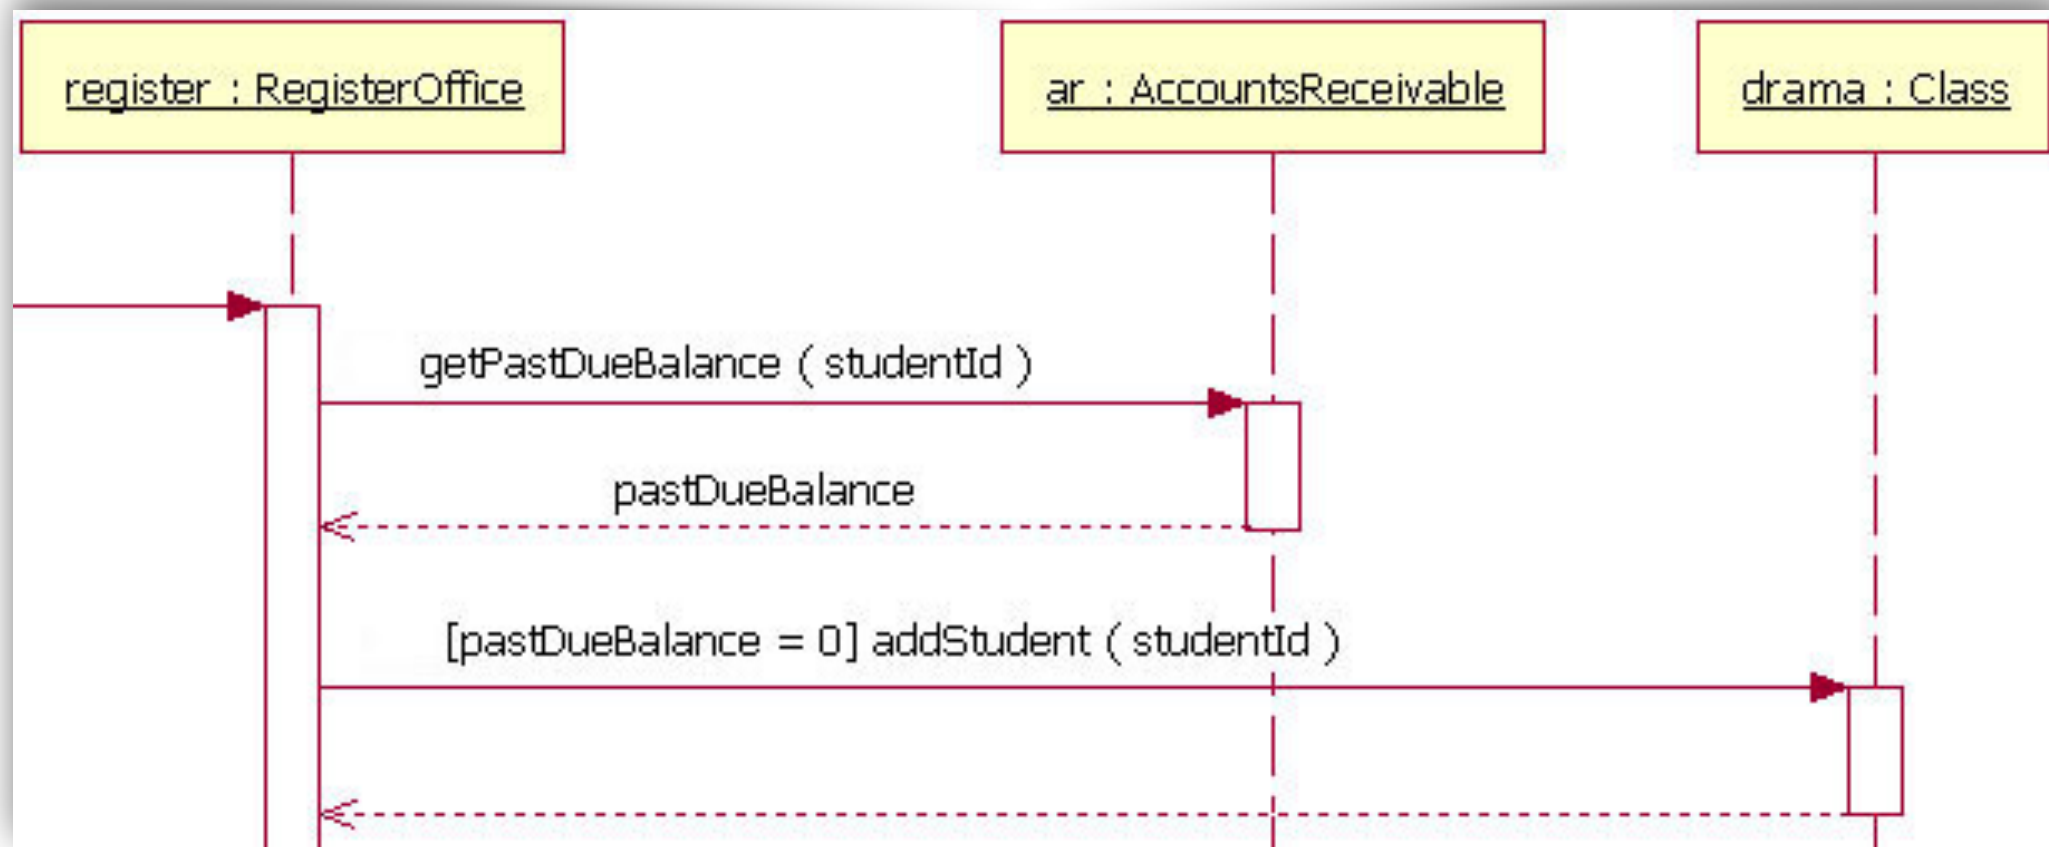 register : RegisterOffice
ar : AccountsReceivable
drama : Class
getPastDueBalance ( studentId )
pastDueBalance
[pastDueBalance = 0] addStudent ( studentId )